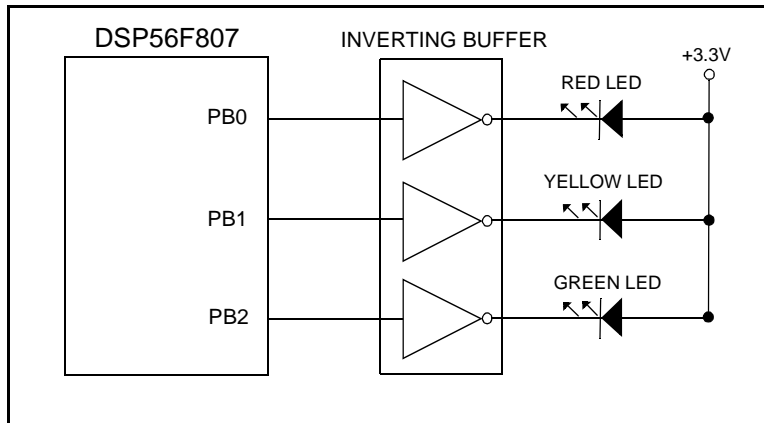 DSP56F807
INVERTING BUFFER
+3.3V
RED LED
PB0
YELLOW LED
PB1
GREEN LED
PB2